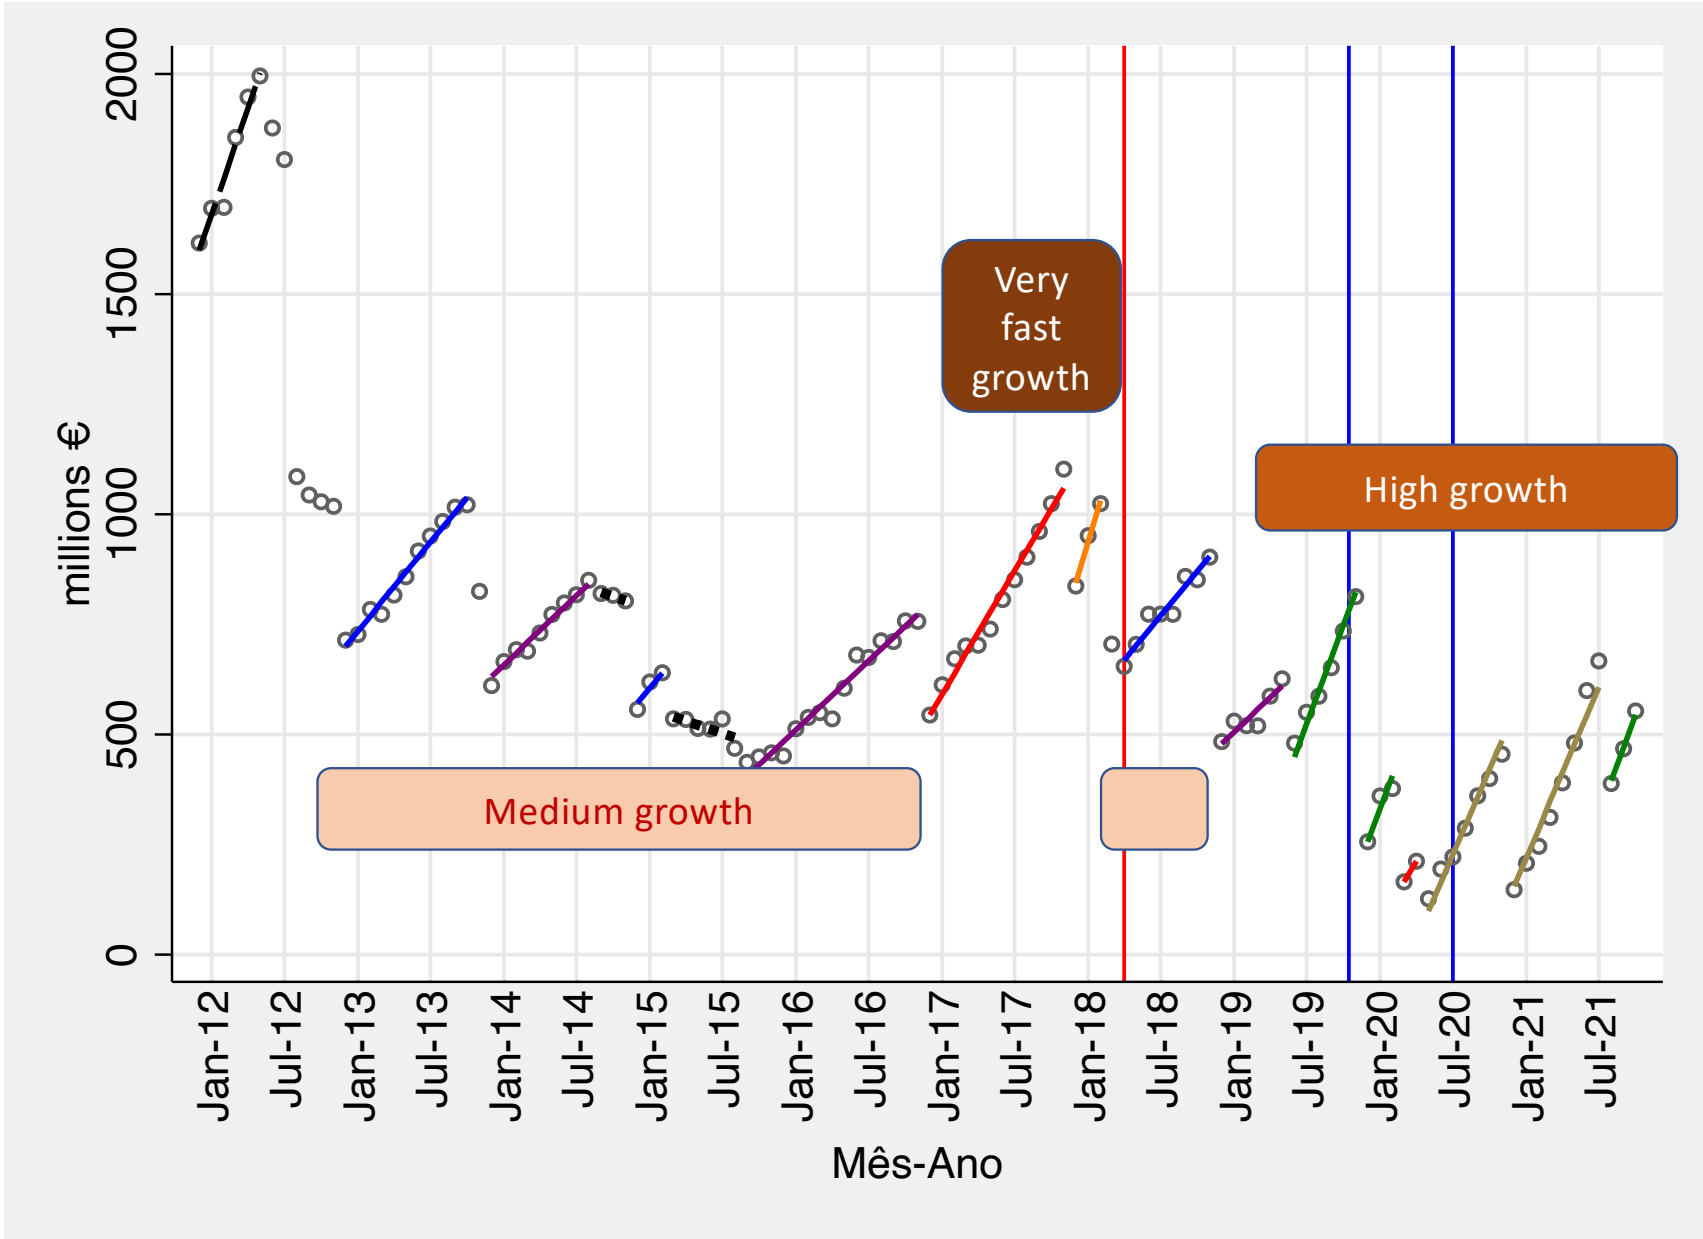 2000
1500
1000
500
0
millions €
Very
fast
growth
High growth
Medium growth
Jan-12
Jul-12
Jan-13
Jul-13
Jan-14
Jul-14
Jan-15
Jul-15
Jan-16
Jul-16
Jan-17
Jul-17
Jan-18
Jul-18
Jan-19
Jul-19
Jan-20
Jul-20
Jan-21
Jul-21
Mês-Ano